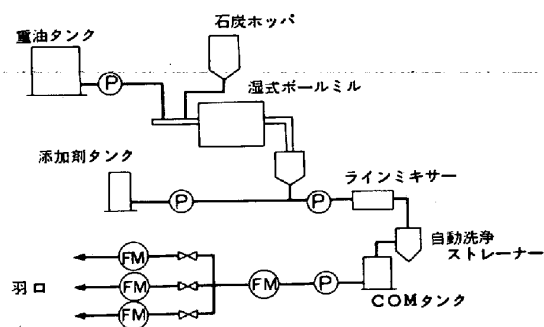 石炭ホッパ
重油タンク
P
湿式ボールミル
添加剤タンク
P
P
ラインミキサー
自動洗浄
ストレーナー
FM
羽口
FM
FM
FM
P
COMタンク